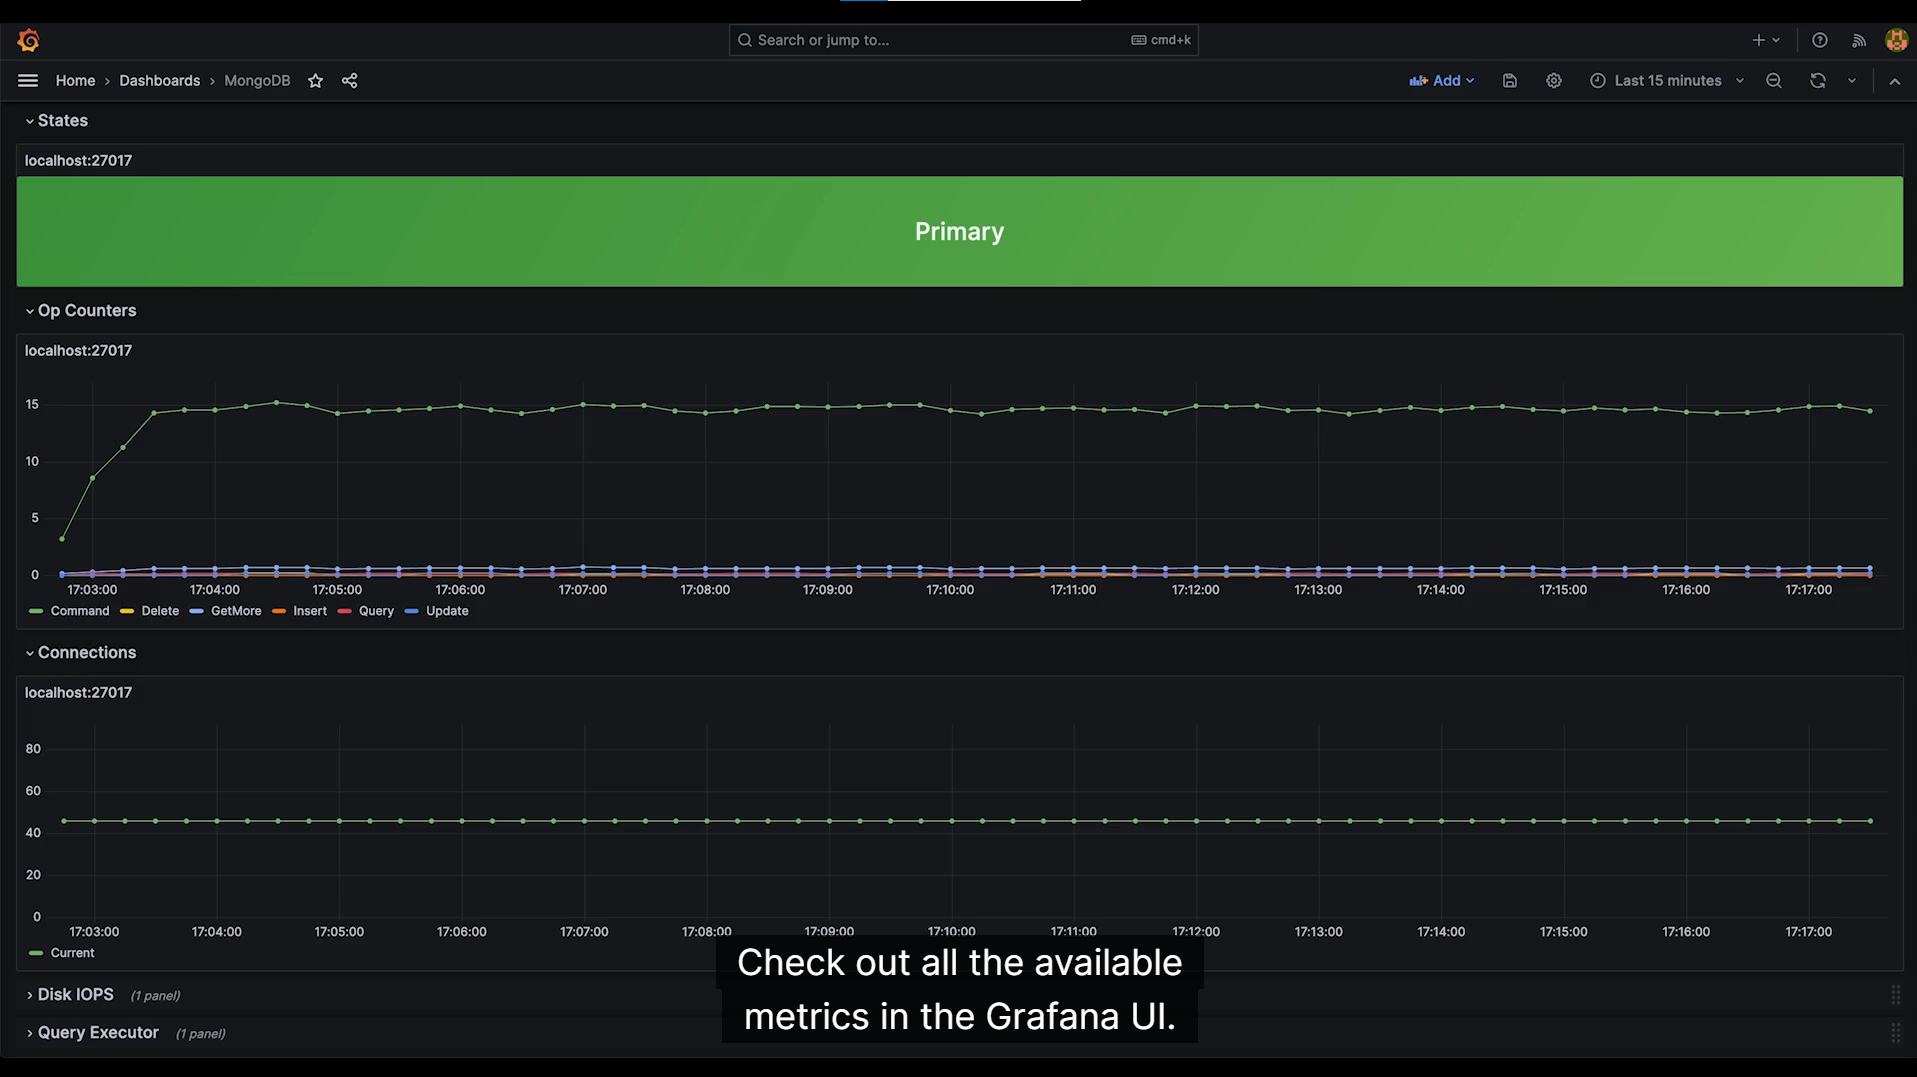 Search or jump to... cmd+k
Home › Dashboards › MongoDB Add Last 15 minutes
States
localhost:27017
Primary
Op Counters
localhost:27017
15
10
5
0
17:03:00 17:04:00 17:05:00 17:06:00 17:07:00 17:08:00 17:09:00 17:10:00 17:11:00 17:12:00 17:13:00 17:14:00 17:15:00 17:16:00 17:17:00
Command Delete GetMore Insert Query Update
Connections
localhost:27017
80
60
40
20
0
17:03:00 17:04:00 17:05:00 17:06:00 17:07:00 17:08:00 17:09:00 17:10:00 17:11:00 17:12:00 17:13:00 17:14:00 17:15:00 17:16:00 17:17:00
Current
Check out all the available
metrics in the Grafana UI.
Disk IOPS (1 panel)
Query Executor (1 panel)